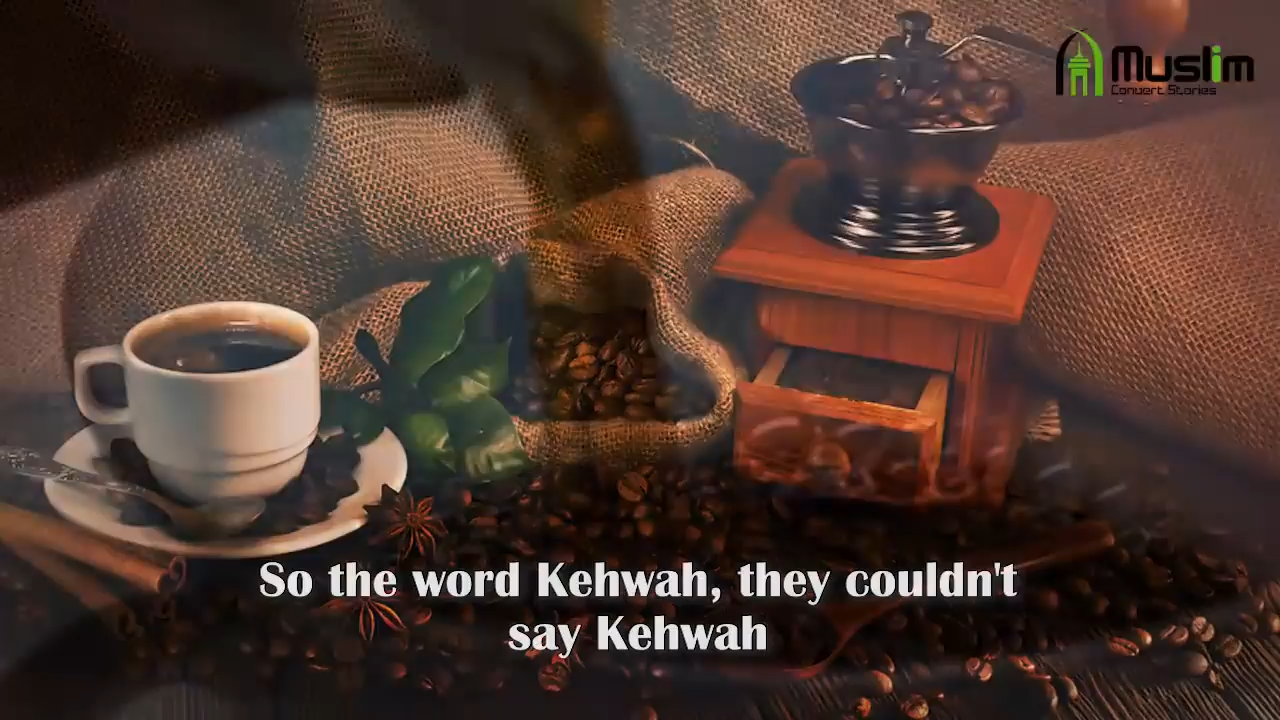 Muslim
Convert Stories
So the word Kehwah, they couldn't
say Kehwah